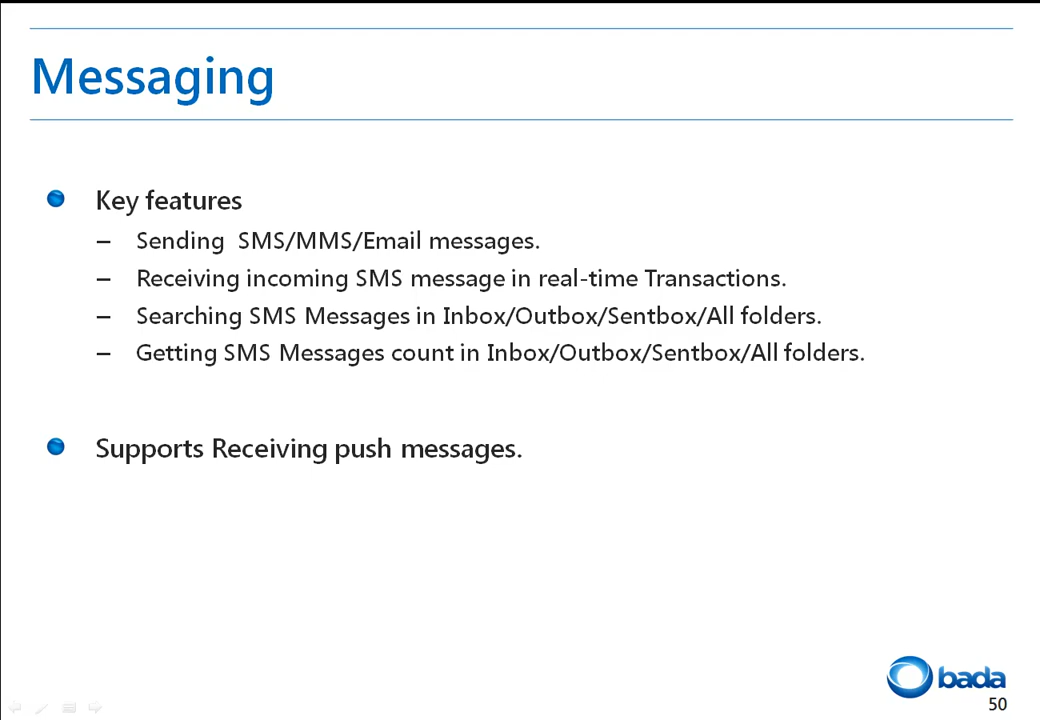 Messaging
Key features
– Sending  SMS/MMS/Email messages.
– Receiving incoming SMS message in real-time Transactions.
– Searching SMS Messages in Inbox/Outbox/Sentbox/All folders.
– Getting SMS Messages count in Inbox/Outbox/Sentbox/All folders.
Supports Receiving push messages.
bada
50